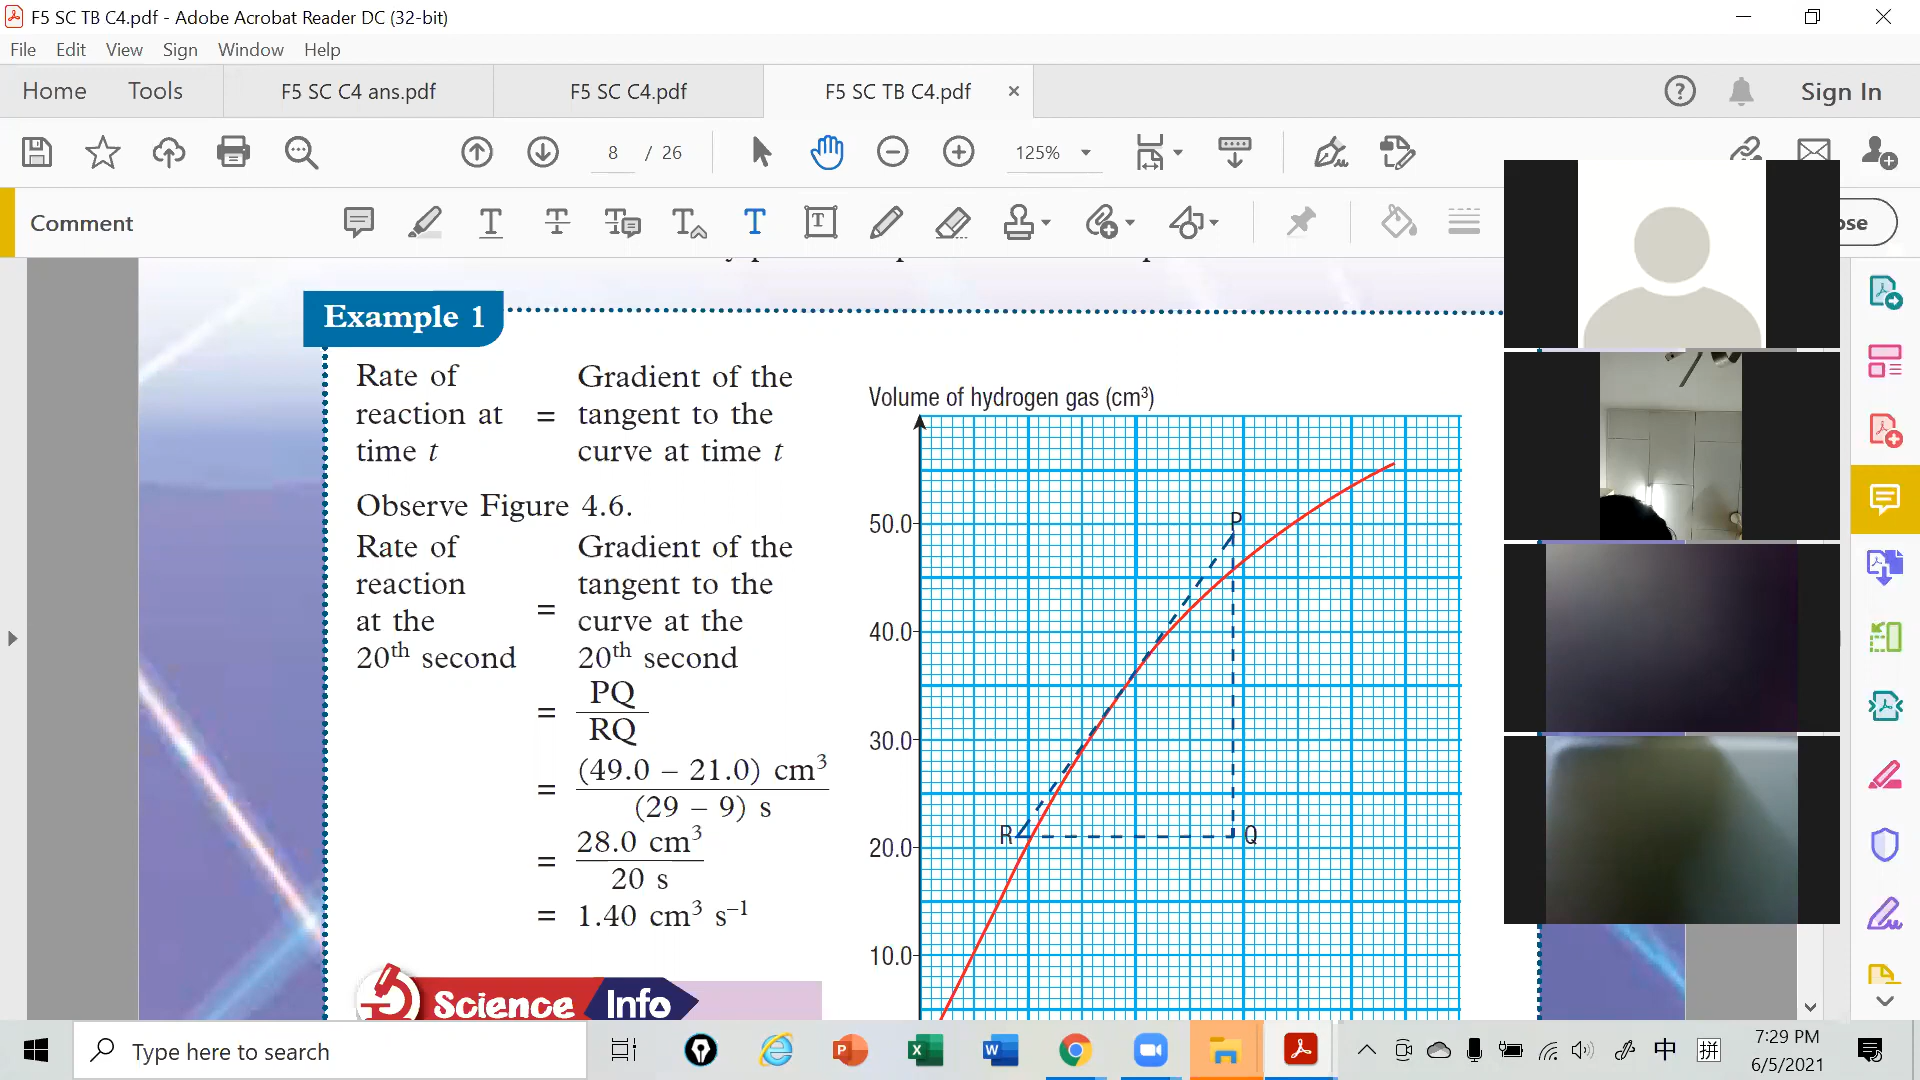 F5 SC TB C4.pdf - Adobe Acrobat Reader DC (32-bit)
File Edit View Sign Window Help
Home Tools F5 SC C4 ans.pdf F5 SC C4.pdf F5 SC TB C4.pdf × Sign In
8 / 26 125%
Comment
ose
Example 1
Rate of reaction at time t = Gradient of the tangent to the curve at time t
Observe Figure 4.6.
Rate of reaction at the 20th second = Gradient of the tangent to the curve at the 20th second
= PQ / RQ
= (49.0 – 21.0) cm³ / (29 – 9) s
= 28.0 cm³ / 20 s
= 1.40 cm³ s⁻¹
Science Info
Volume of hydrogen gas (cm³)
50.0
40.0
30.0
20.0
10.0
P
R
Q
Type here to search
中 拼
7:29 PM
6/5/2021